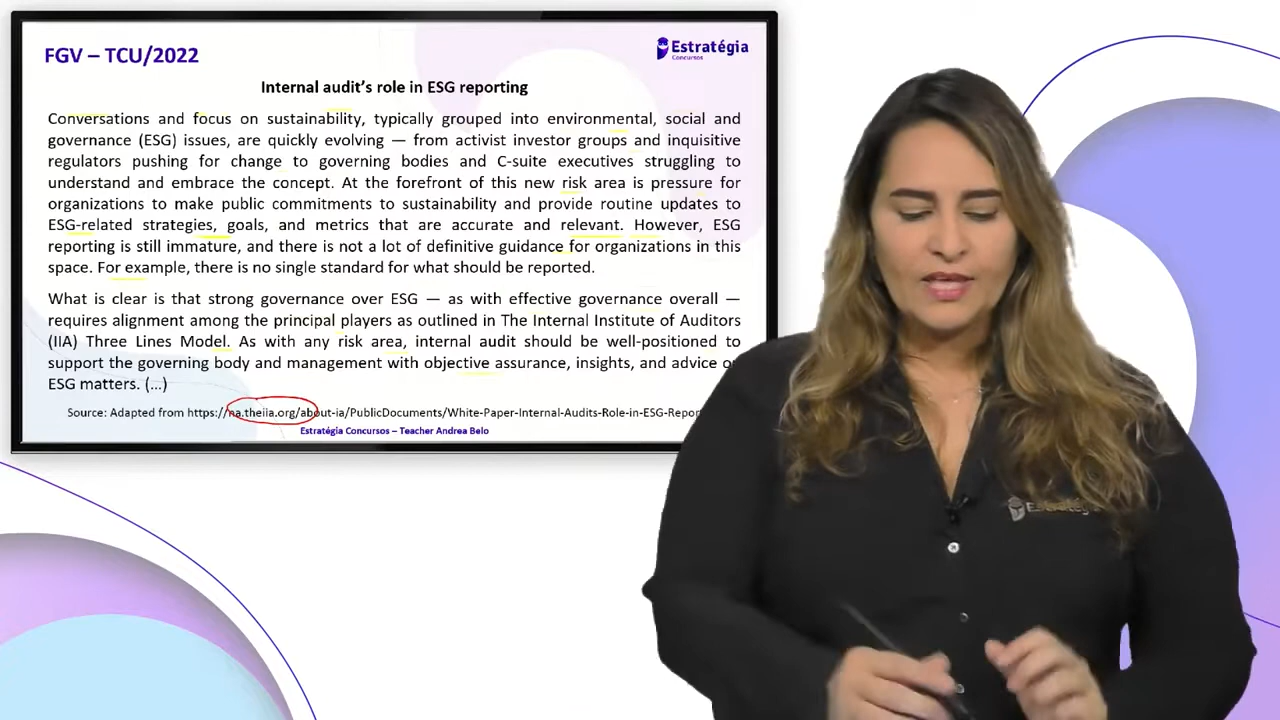 FGV – TCU/2022
Estratégia
Concursos
Internal audit's role in ESG reporting
Conversations and focus on sustainability, typically grouped into environmental, social and
governance (ESG) issues, are quickly evolving — from activist investor groups and inquisitive
regulators pushing for change to governing bodies and C-suite executives struggling to
understand and embrace the concept. At the forefront of this new risk area is pressure for
organizations to make public commitments to sustainability and provide routine updates to
ESG-related strategies, goals, and metrics that are accurate and relevant. However, ESG
reporting is still immature, and there is not a lot of definitive guidance for organizations in this
space. For example, there is no single standard for what should be reported.
What is clear is that strong governance over ESG — as with effective governance overall —
requires alignment among the principal players as outlined in The Internal Institute of Auditors
(IIA) Three Lines Model. As with any risk area, internal audit should be well-positioned to
support the governing body and management with objective assurance, insights, and advice
ESG matters. (...)
Source: Adapted from https://na.theiia.org/about-ia/PublicDocuments/White-Paper-Internal-Audits-Role-in-ESG-Repor
Estratégia Concursos – Teacher Andrea Belo
Estratégia